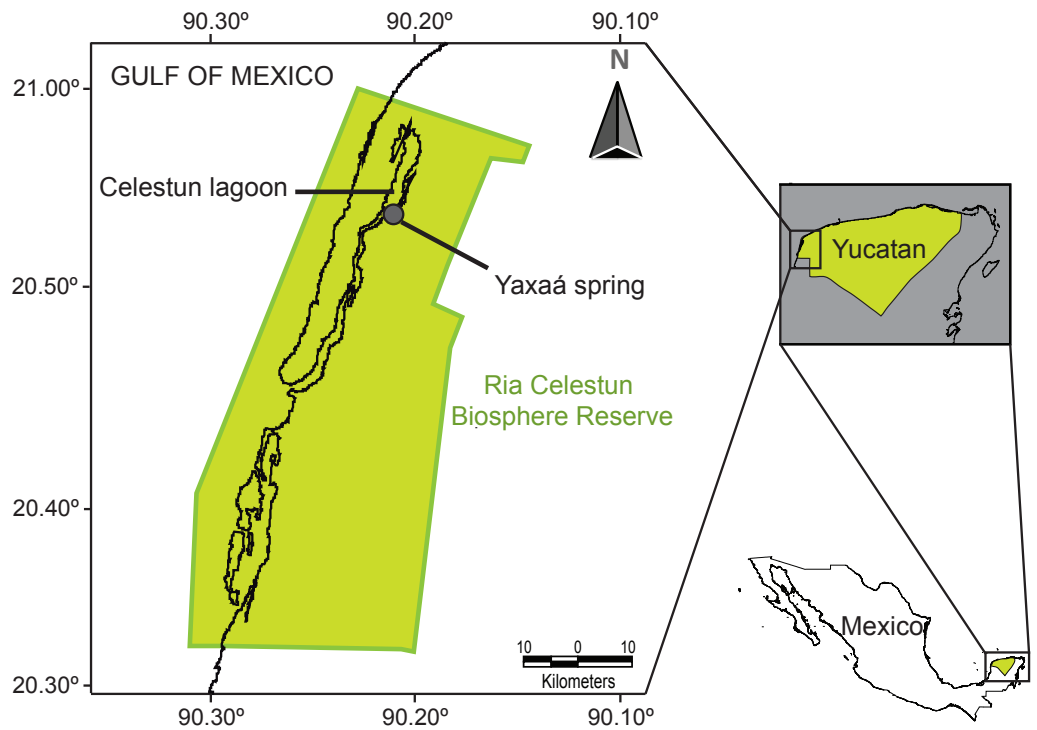 90.30º 90.20º 90.10º
GULF OF MEXICO
N
21.00º
Celestun lagoon
Yucatan
Yaxaá spring
20.50º
Ria Celestun
Biosphere Reserve
20.40º
Mexico
10 0 10
Kilometers
20.30º
90.30º 90.20º 90.10º